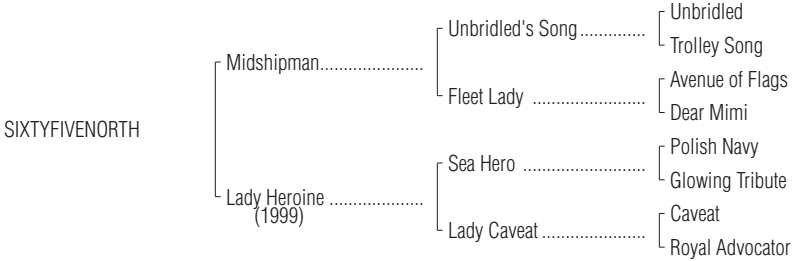 Unbridled
Unbridled's Song..............
Trolley Song
Midshipman......................
Avenue of Flags
Fleet Lady ........................
Dear Mimi
SIXTYFIVENORTH
Polish Navy
Sea Hero ..........................
Glowing Tribute
Lady Heroine ....................
(1999)
Caveat
Lady Caveat ......................
Royal Advocator